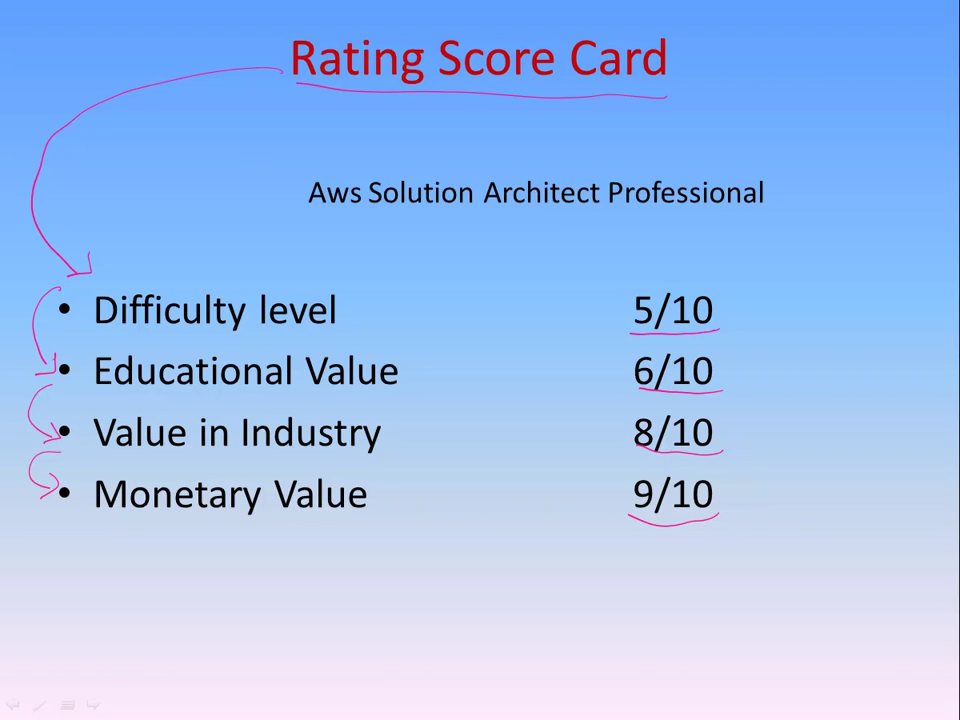 Rating Score Card
Aws Solution Architect Professional
• Difficulty level 5/10
• Educational Value 6/10
• Value in Industry 8/10
• Monetary Value 9/10